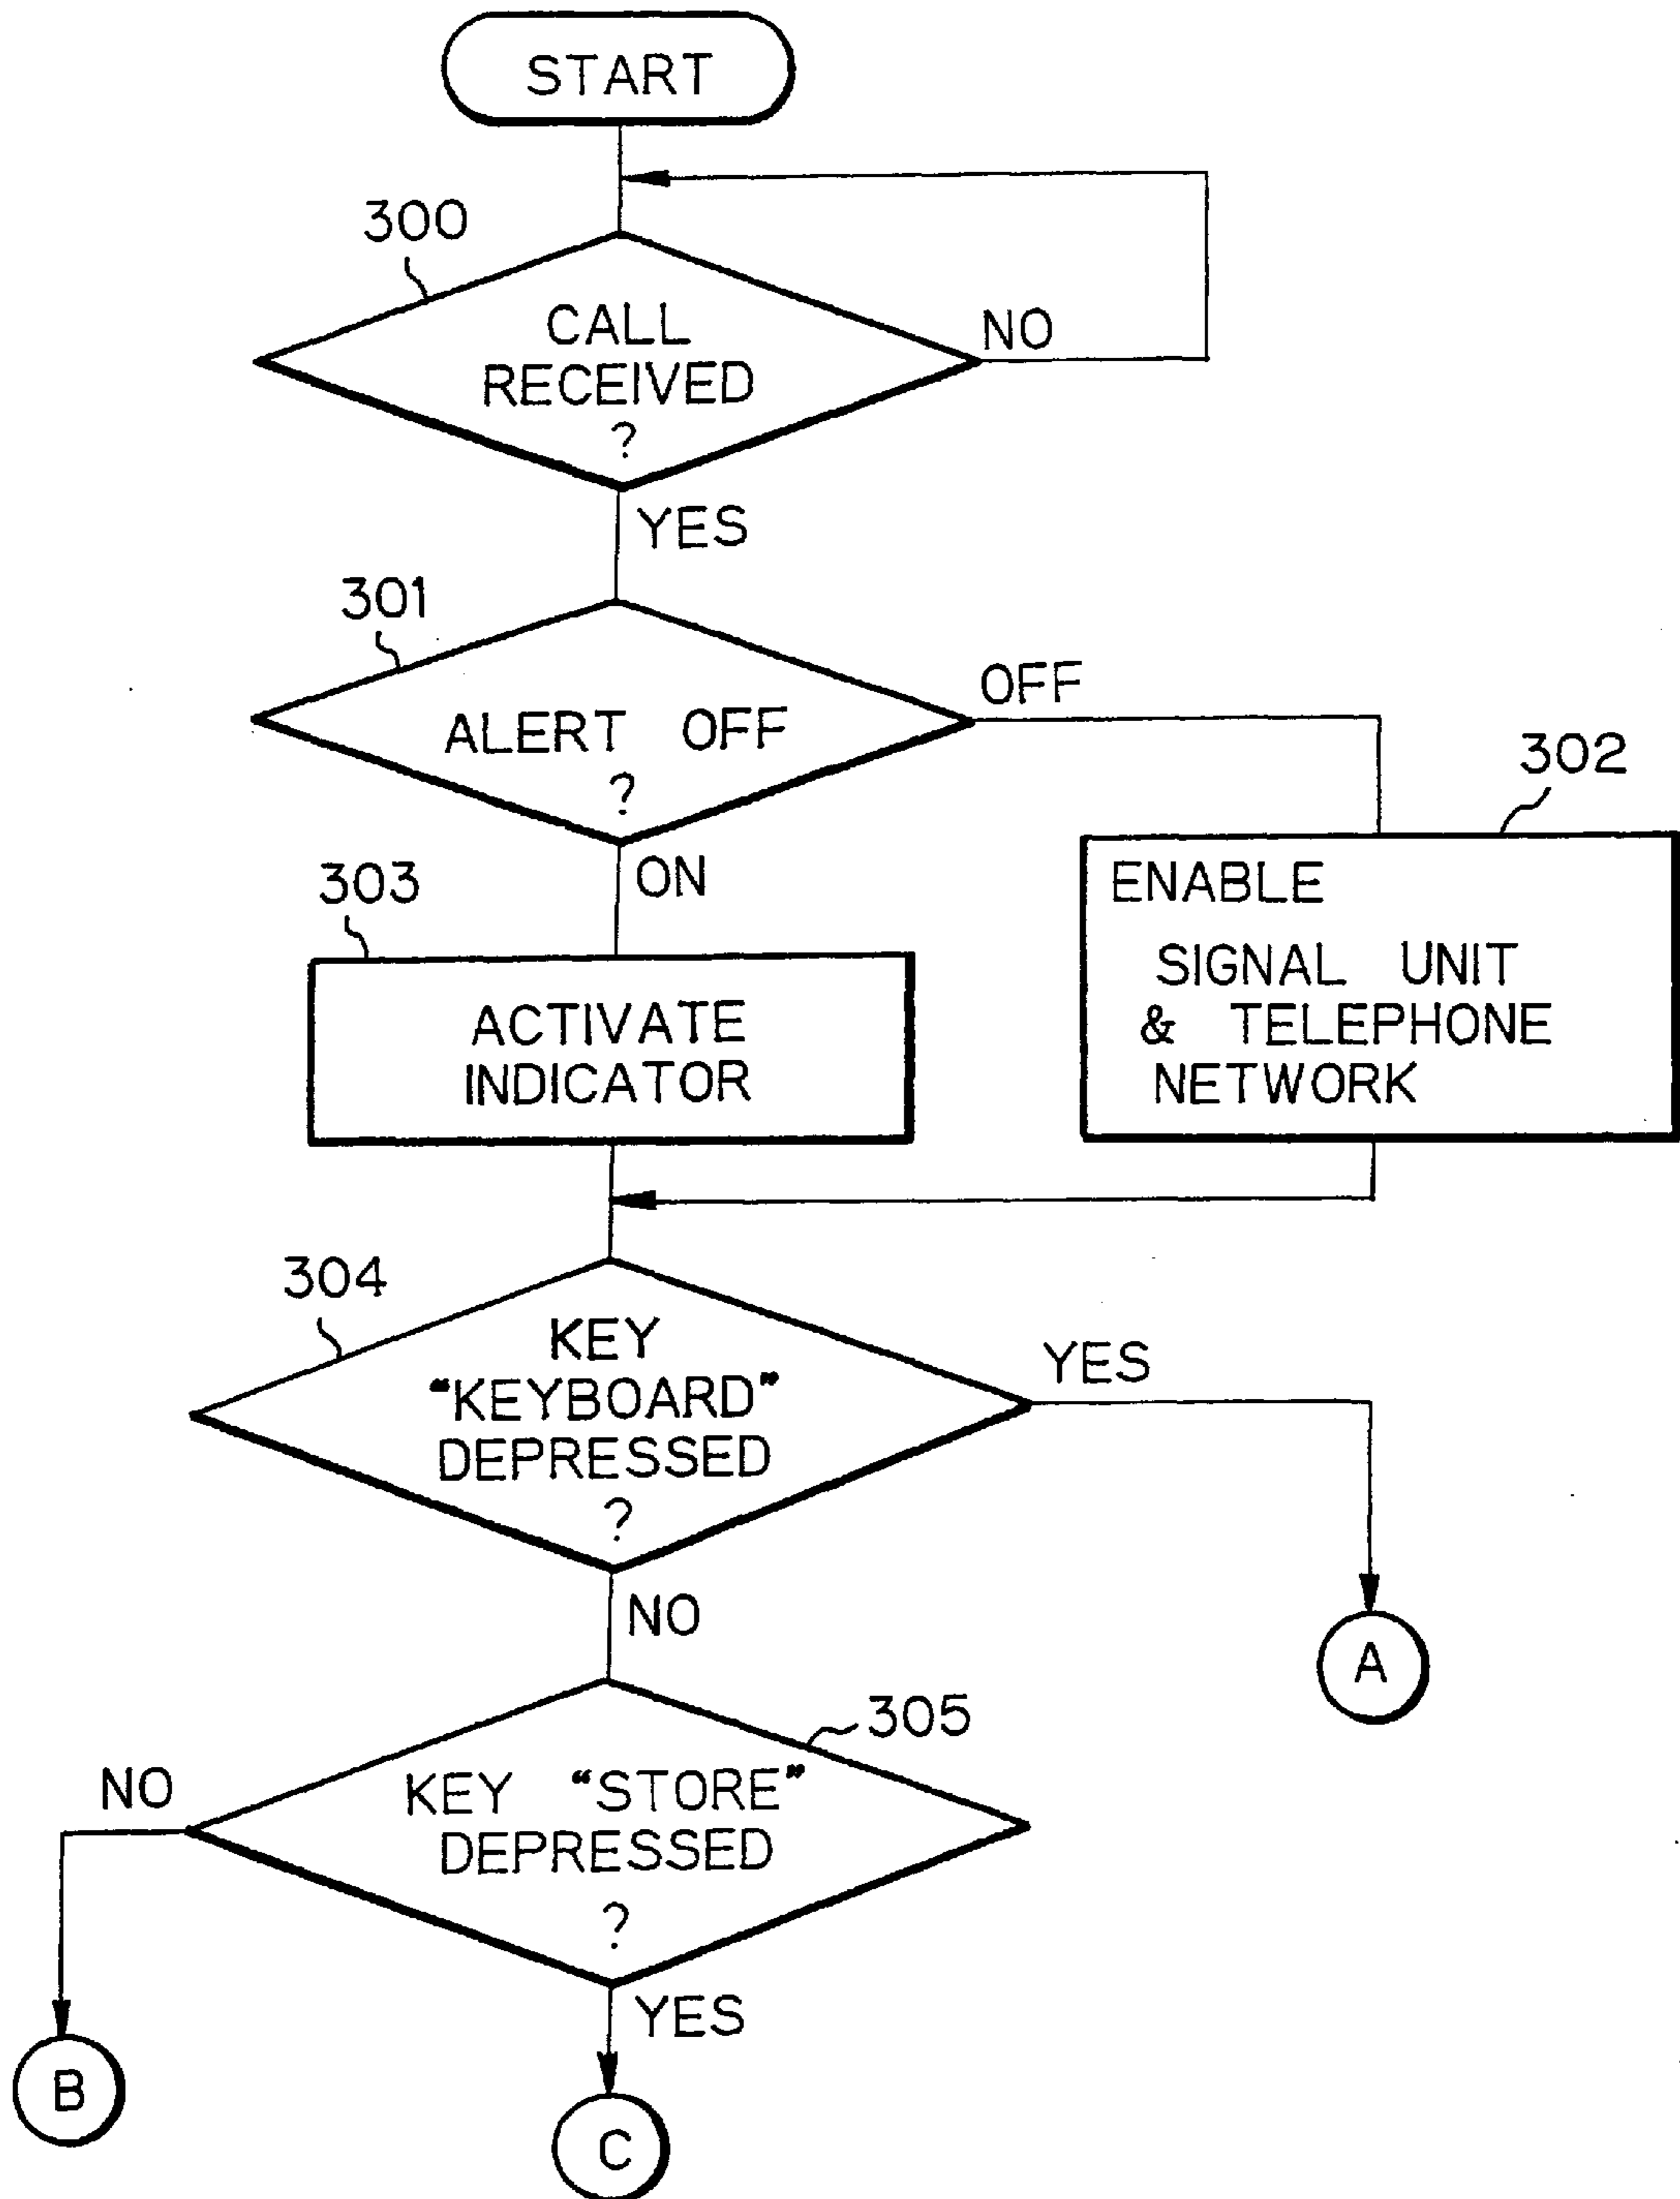 START
300
CALL
RECEIVED
?
NO
YES
301
ALERT OFF
?
OFF
ON
302
ENABLE
SIGNAL UNIT
& TELEPHONE
NETWORK
303
ACTIVATE
INDICATOR
304
KEY
“KEYBOARD”
DEPRESSED
?
YES
NO
A
305
KEY “STORE”
DEPRESSED
?
NO
YES
B
C